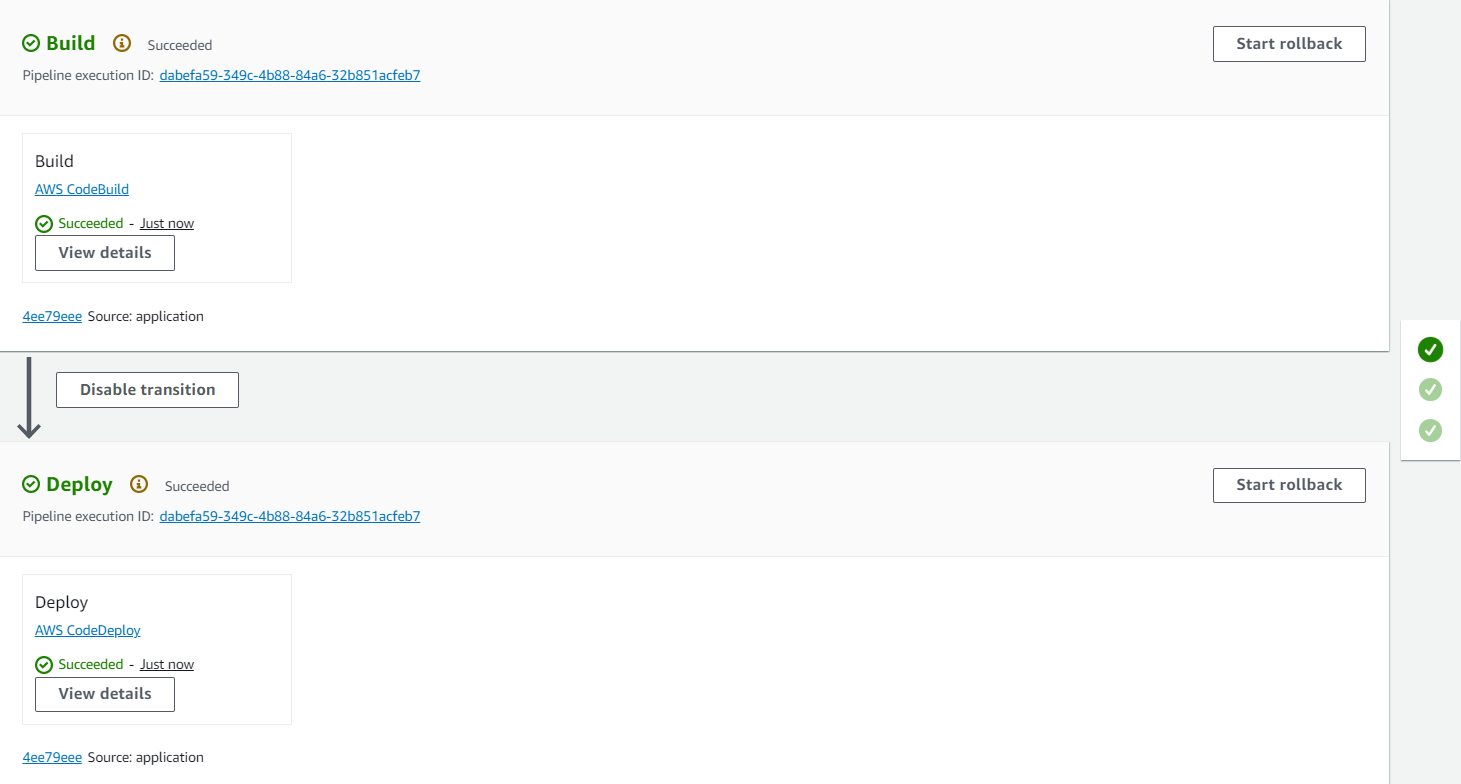 Build Succeeded Start rollback
Pipeline execution ID: dabefa59-349c-4b88-84a6-32b851acfeb7
Build
AWS CodeBuild
Succeeded - Just now
View details
4ee79eee Source: application
Disable transition
Deploy Succeeded Start rollback
Pipeline execution ID: dabefa59-349c-4b88-84a6-32b851acfeb7
Deploy
AWS CodeDeploy
Succeeded - Just now
View details
4ee79eee Source: application